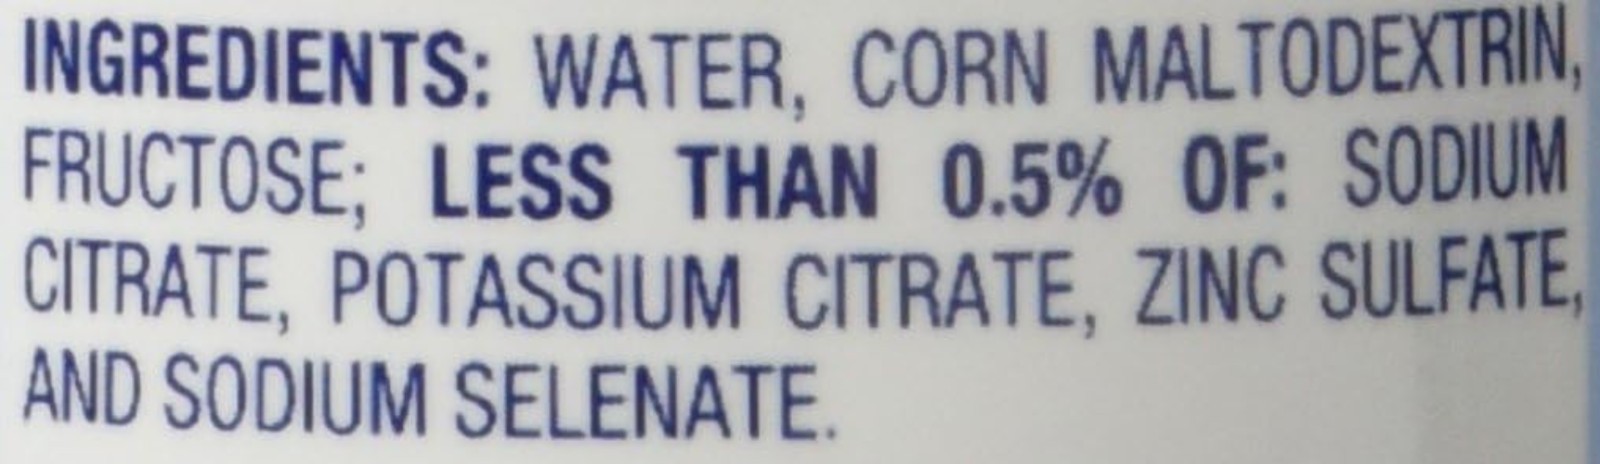 INGREDIENTS: WATER, CORN MALTODEXTRIN,
FRUCTOSE; LESS THAN 0.5% OF: SODIUM
CITRATE, POTASSIUM CITRATE, ZINC SULFATE,
AND SODIUM SELENATE.